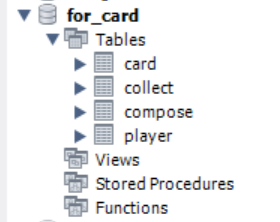 for_card
Tables
card
collect
compose
player
Views
Stored Procedures
Functions